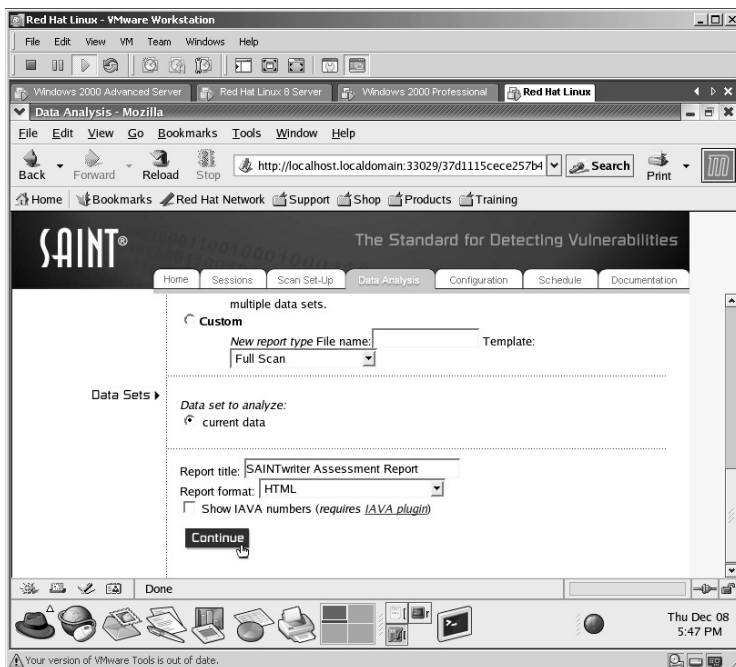 Red Hat Linux - VMware Workstation
File Edit View VM Team Windows Help
Windows 2000 Advanced Server Red Hat Linux 8 Server Windows 2000 Professional Red Hat Linux
Data Analysis - Mozilla
File Edit View Go Bookmarks Tools Window Help
Back Forward Reload Stop http://localhost.localdomain:33029/37d1115cece257b4 Search Print
Home Bookmarks Red Hat Network Support Shop Products Training
SAINT® The Standard for Detecting Vulnerabilities
Home Sessions Scan Set-Up Data Analysis Configuration Schedule Documentation
multiple data sets.
Custom
New report type File name: Template:
Full Scan
Data Sets
Data set to analyze:
current data
Report title: SAINTwriter Assessment Report
Report format: HTML
Show IAVA numbers (requires IAVA plugin)
Continue
Done
Thu Dec 08
5:47 PM
Your version of VMware Tools is out of date.